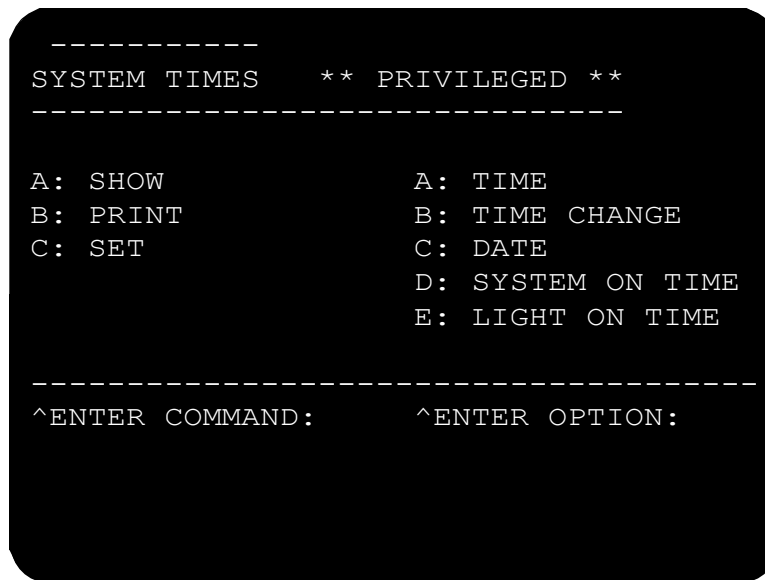 -----------
SYSTEM TIMES   ** PRIVILEGED **
-------------------------------
A: SHOW             A: TIME
B: PRINT            B: TIME CHANGE
C: SET              C: DATE
                    D: SYSTEM ON TIME
                    E: LIGHT ON TIME
--------------------------------------
^ENTER COMMAND:     ^ENTER OPTION: